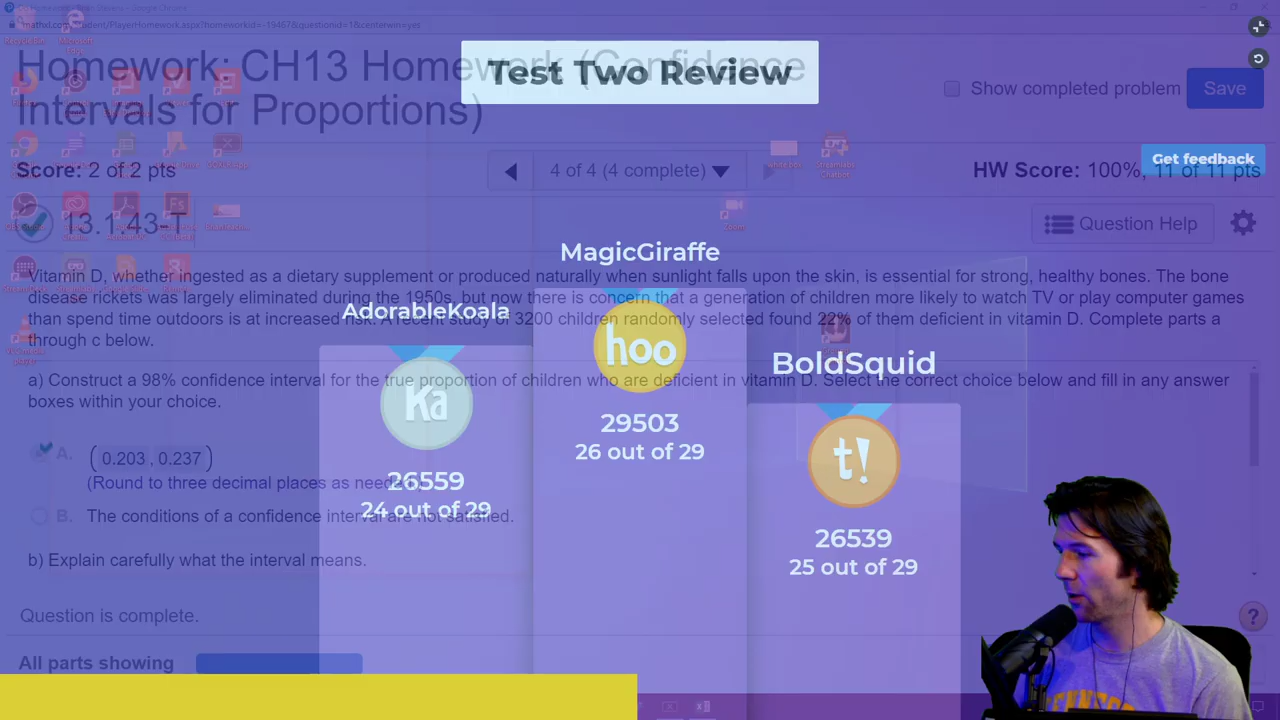 mathxl.com
Homework: CH13 Homework (Confidence
Intervals for Proportions)
Test Two Review
Show completed problem
Save
Score: 2 of 2 pts
4 of 4 (4 complete)
HW Score: 100%, 11 of 11 pts
Get feedback
13.1.43-T
Question Help
Vitamin D, whether ingested as a dietary supplement or produced naturally when sunlight falls upon the skin, is essential for strong, healthy bones. The bone
disease rickets was largely eliminated during the 1950s, but now there is concern that a generation of children more likely to watch TV or play computer games
than spend time outdoors is at increased risk. A recent study of 3200 children randomly selected found 22% of them deficient in vitamin D. Complete parts a
through c below.
a) Construct a 98% confidence interval for the true proportion of children who are deficient in vitamin D. Select the correct choice below and fill in any answer
boxes within your choice.
A. (0.203, 0.237)
(Round to three decimal places as needed.)
B. The conditions of a confidence interval are not satisfied.
b) Explain carefully what the interval means.
Question is complete.
All parts showing
MagicGiraffe
hoo
29503
26 out of 29
AdorableKoala
Ka
26559
24 out of 29
BoldSquid
t!
26539
25 out of 29
?